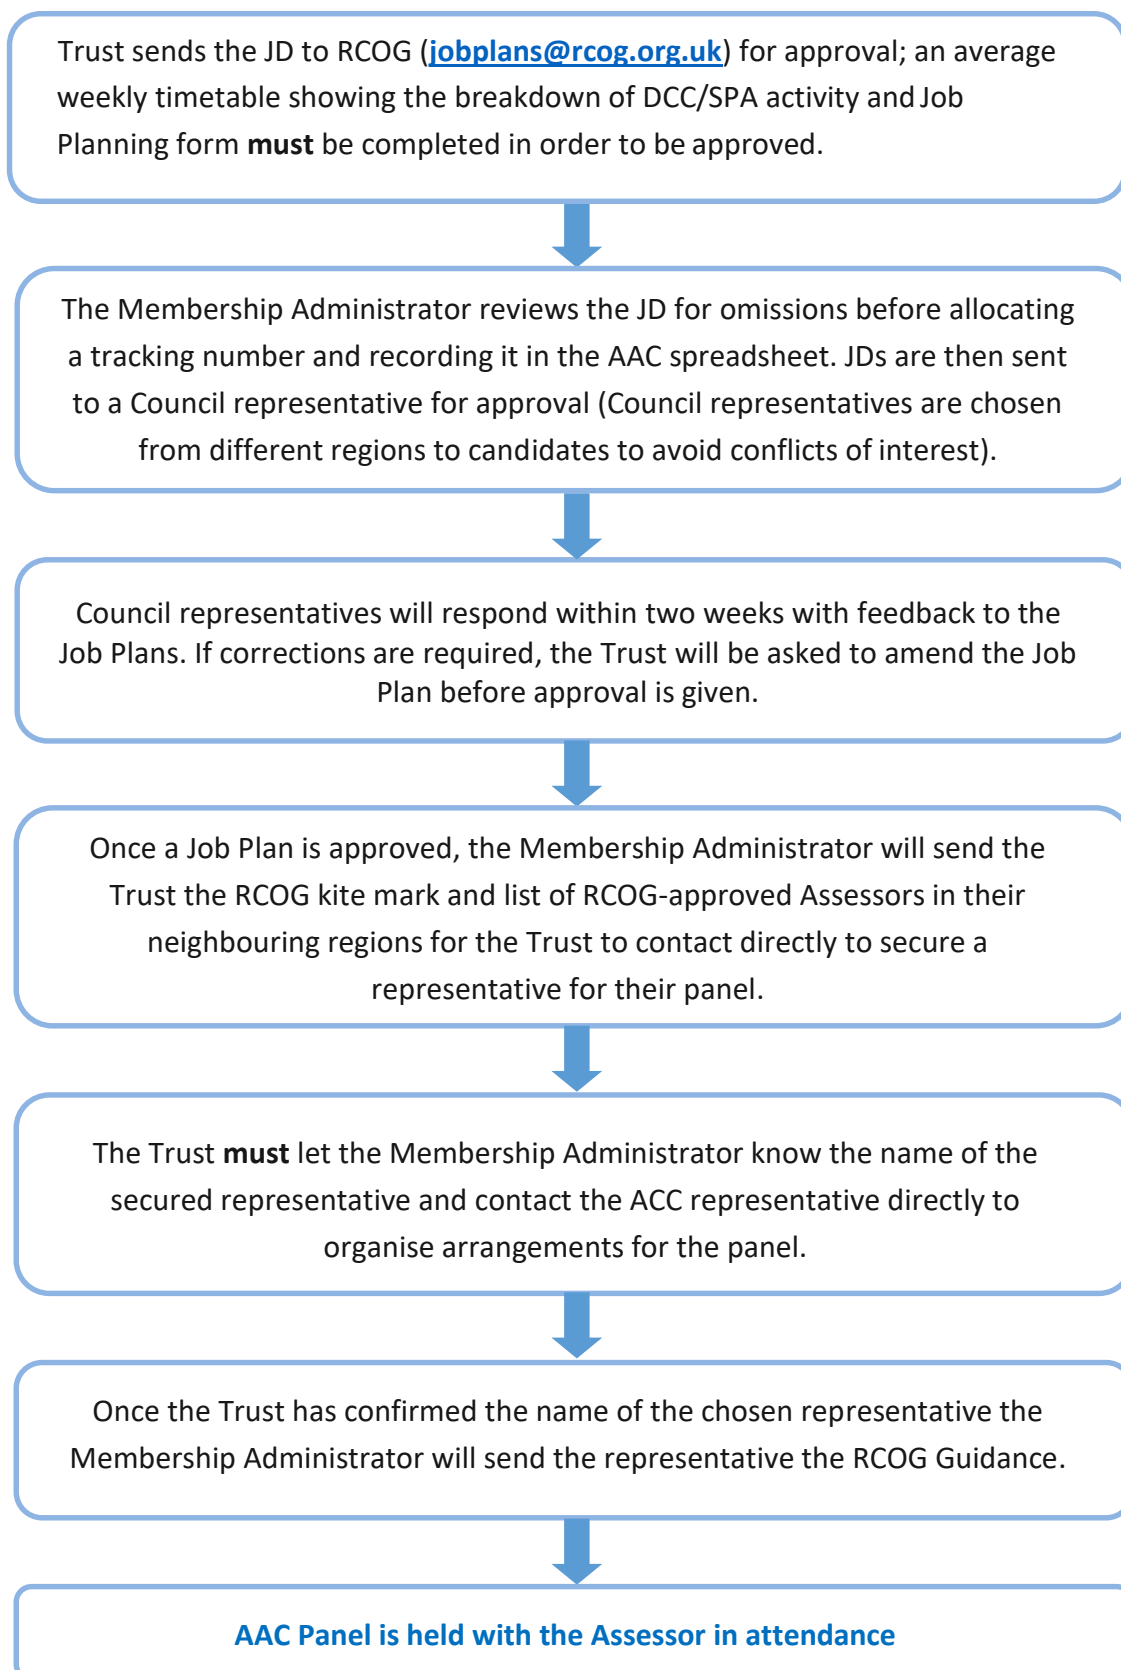 Trust sends the JD to RCOG (jobplans@rcog.org.uk) for approval; an average
weekly timetable showing the breakdown of DCC/SPA activity and Job
Planning form must be completed in order to be approved.
The Membership Administrator reviews the JD for omissions before allocating
a tracking number and recording it in the AAC spreadsheet. JDs are then sent
to a Council representative for approval (Council representatives are chosen
from different regions to candidates to avoid conflicts of interest).
Council representatives will respond within two weeks with feedback to the
Job Plans. If corrections are required, the Trust will be asked to amend the Job
Plan before approval is given.
Once a Job Plan is approved, the Membership Administrator will send the
Trust the RCOG kite mark and list of RCOG-approved Assessors in their
neighbouring regions for the Trust to contact directly to secure a
representative for their panel.
The Trust must let the Membership Administrator know the name of the
secured representative and contact the ACC representative directly to
organise arrangements for the panel.
Once the Trust has confirmed the name of the chosen representative the
Membership Administrator will send the representative the RCOG Guidance.
AAC Panel is held with the Assessor in attendance